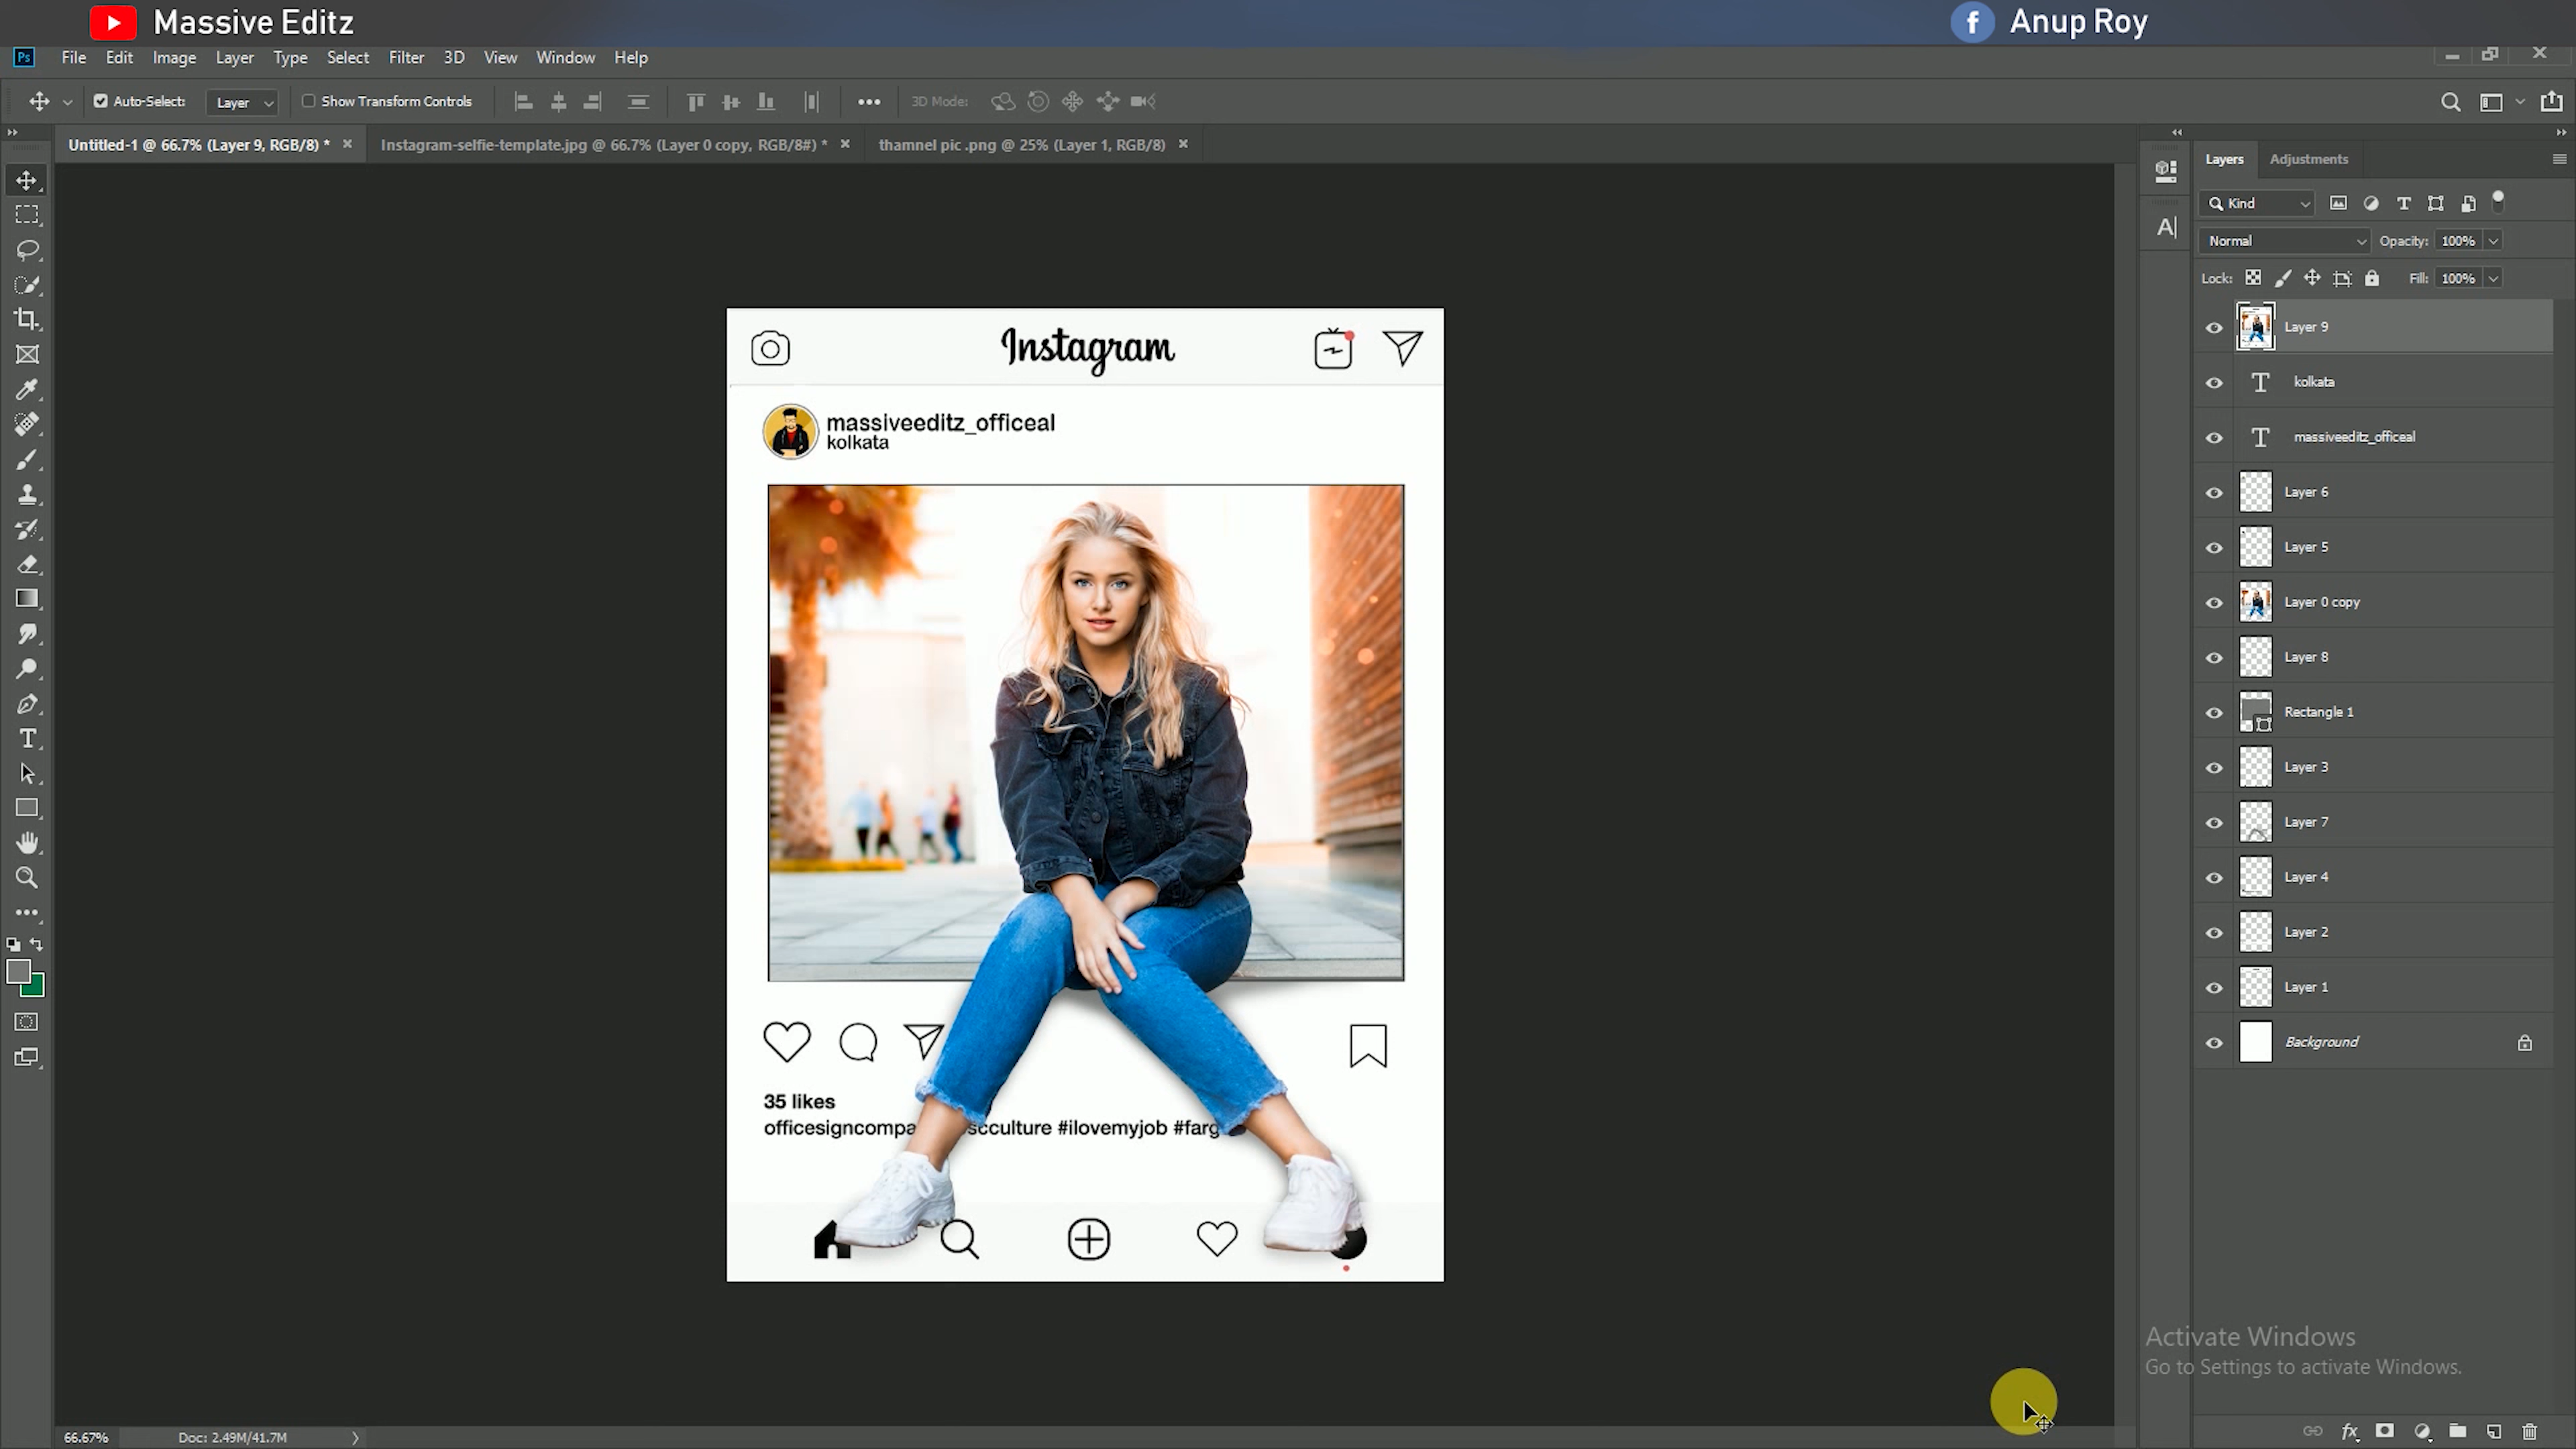 Massive Editz
Anup Roy
Ps File Edit Image Layer Type Select Filter 3D View Window Help
Auto-Select: Layer Show Transform Controls 3D Mode:
Untitled-1 @ 66.7% (Layer 9, RGB/8) * Instagram-selfie-template.jpg @ 66.7% (Layer 0 copy, RGB/8#) * thamnel pic .png @ 25% (Layer 1, RGB/8)
Layers Adjustments
Kind
Normal Opacity: 100%
Lock: Fill: 100%
Layer 9
kolkata
massiveeditz_officeal
Layer 6
Layer 5
Layer 0 copy
Layer 8
Rectangle 1
Layer 3
Layer 7
Layer 4
Layer 2
Layer 1
Background
Instagram
massiveeditz_officeal
kolkata
35 likes
officesigncompa scculture #ilovemyjob #farg
Activate Windows
Go to Settings to activate Windows.
66.67% Doc: 2.49M/41.7M